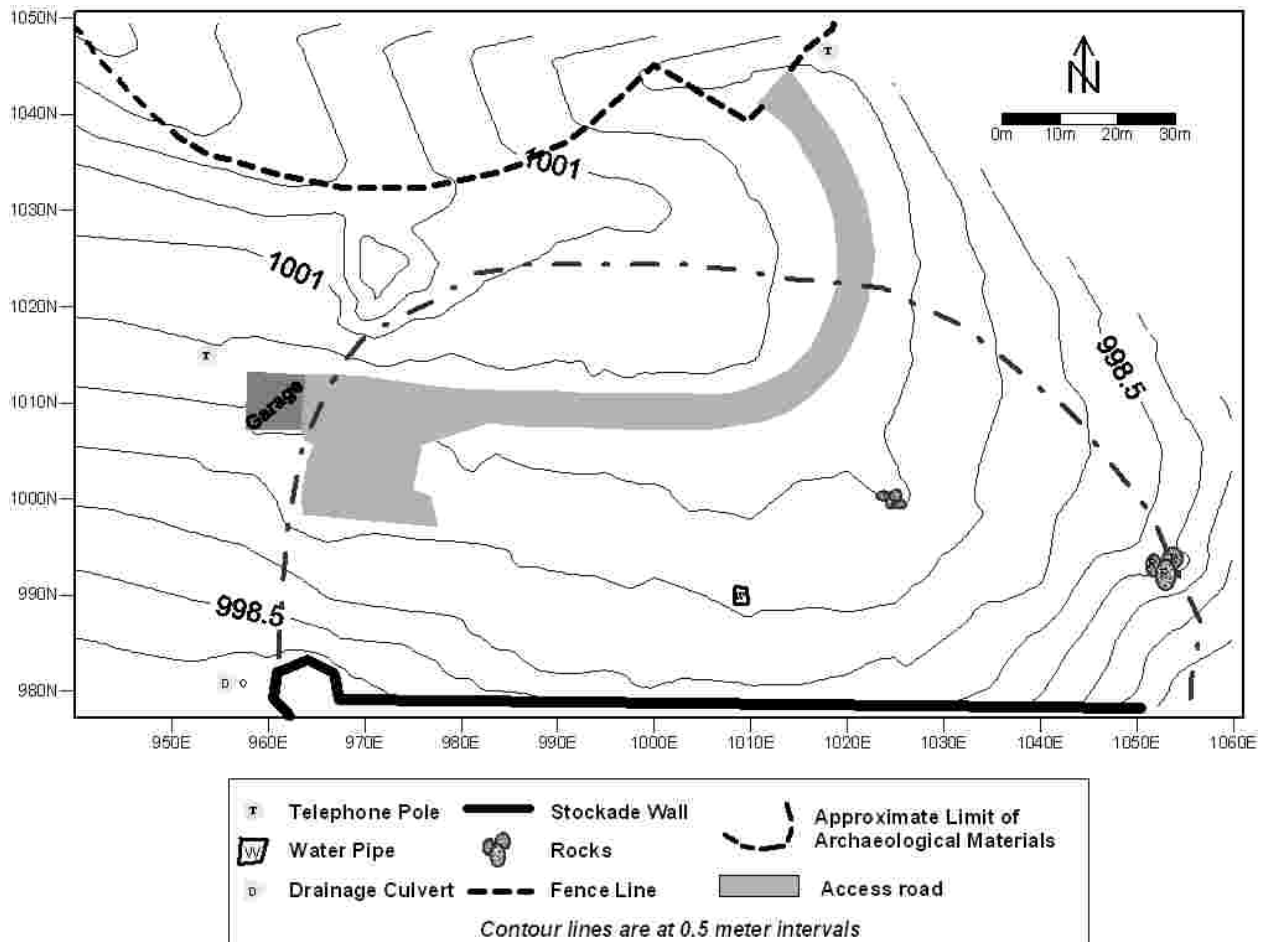 1050N
1040N
1030N
1020N
1010N
1000N
990N
980N
T
N
0m 10m 20m 30m
1001
1001
998.5
T
Garage
W
998.5
D
950E 960E 970E 980E 990E 1000E 1010E 1020E 1030E 1040E 1050E 1060E
T Telephone Pole Stockade Wall Approximate Limit of
Archaeological Materials
W Water Pipe Rocks
D Drainage Culvert Fence Line Access road
Contour lines are at 0.5 meter intervals